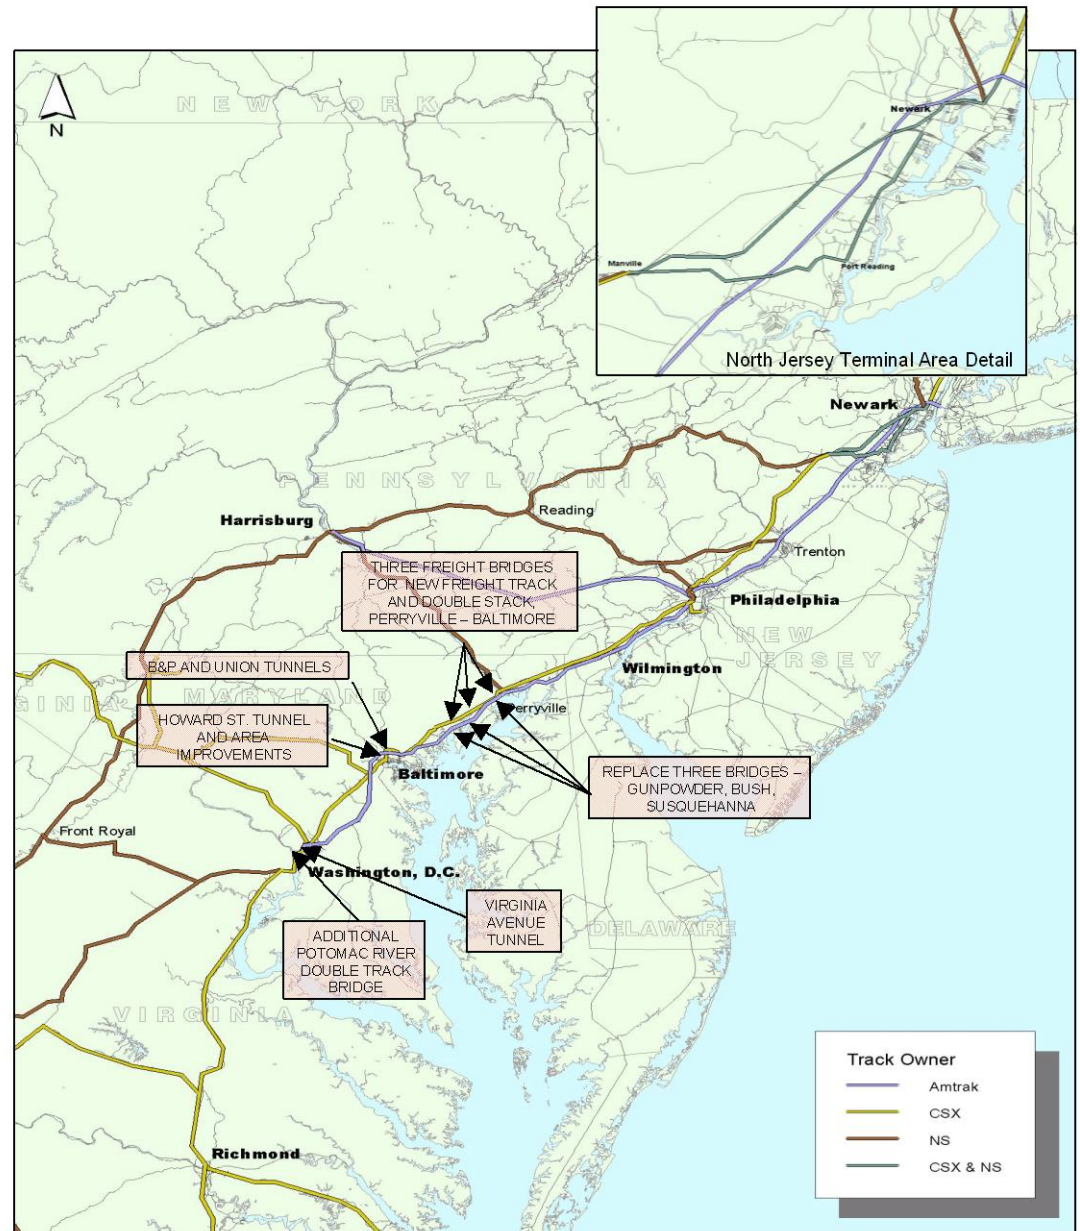 N
NEW YORK
Newark
Manville
Port Reading
North Jersey Terminal Area Detail
Newark
PENNSYLVANIA
Reading
Harrisburg
Trenton
THREE FREIGHT BRIDGES
FOR NEW FREIGHT TRACK
AND DOUBLE STACK,
PERRYVILLE – BALTIMORE
Philadelphia
NEW
JERSEY
B&P AND UNION TUNNELS
Wilmington
MARYLAND
Perryville
HOWARD ST. TUNNEL
AND AREA
IMPROVEMENTS
Baltimore
REPLACE THREE BRIDGES –
GUNPOWDER, BUSH,
SUSQUEHANNA
Front Royal
Washington, D.C.
VIRGINIA
AVENUE
TUNNEL
DELAWARE
ADDITIONAL
POTOMAC RIVER
DOUBLE TRACK
BRIDGE
VIRGINIA
Richmond
Track Owner
Amtrak
CSX
NS
CSX & NS